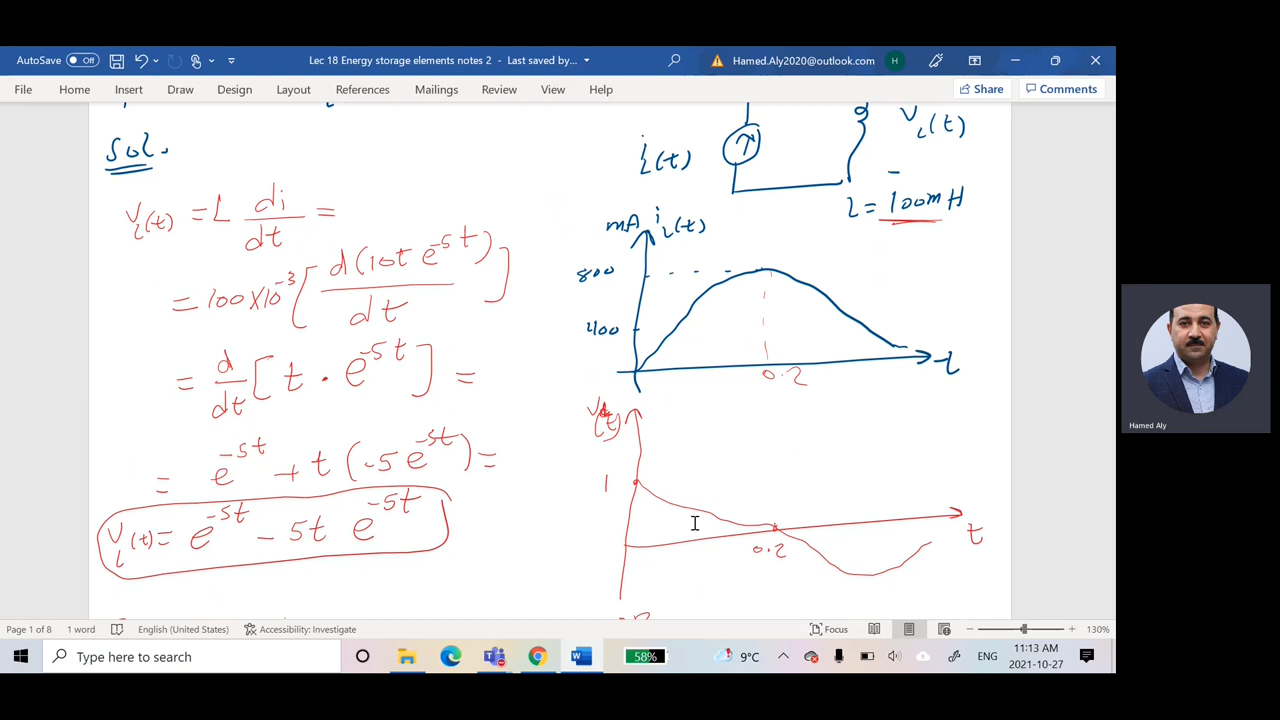 AutoSave Off Lec 18 Energy storage elements notes 2 - Last saved by... Hamed.Aly2020@outlook.com H
File Home Insert Draw Design Layout References Mailings Review View Help Share Comments
Sol.
v_L(t) = L di/dt =
= 100×10^-3 [d(10t e^-5t)/dt]
= d/dt [t · e^-5t] =
= e^-5t + t(-5e^-5t) =
v_L(t) = e^-5t - 5t e^-5t
i_L(t)
v_L(t)
-
L = 100mH
mA i_L(t)
800
400
0.2
t
1
0.2
t
Hamed Aly
Page 1 of 8 1 word English (United States) Accessibility: Investigate Focus 130%
Type here to search 58% 9°C ENG 11:13 AM
2021-10-27